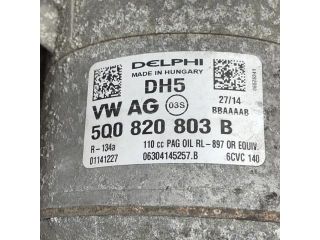 DELPHI
MADE IN HUNGARY
DH5
VW AG 03S
27/14
BBAAAAB
5Q0 820 803 B
R-134a 110 cc PAG OIL RL-897 OR EQUIV.
01141227 06304145257.B 6CVC 140